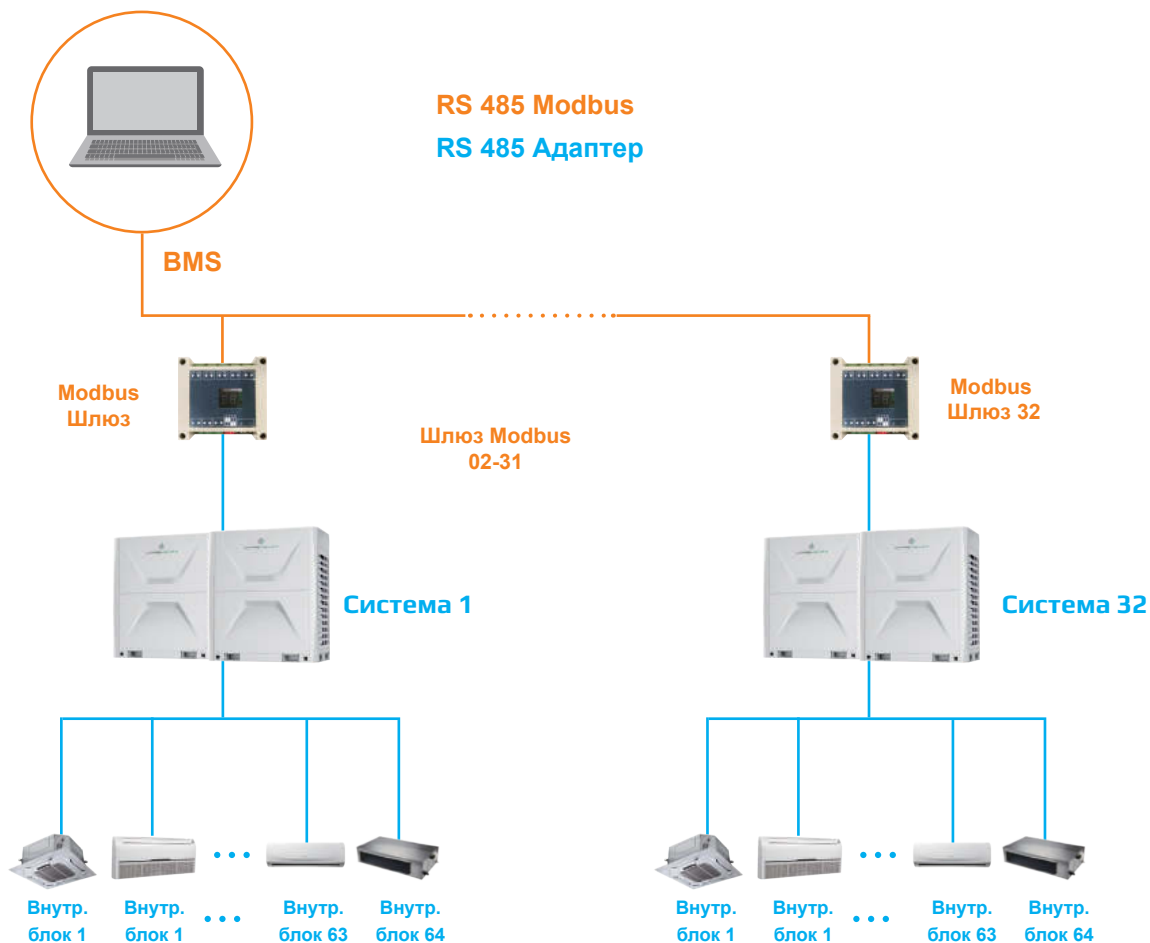 RS 485 Modbus
RS 485 Адаптер
BMS
Modbus
Шлюз
Шлюз Modbus
02-31
Modbus
Шлюз 32
Система 1
Система 32
Внутр.
блок 1
Внутр.
блок 1
Внутр.
блок 63
Внутр.
блок 64
Внутр.
блок 1
Внутр.
блок 1
Внутр.
блок 63
Внутр.
блок 64